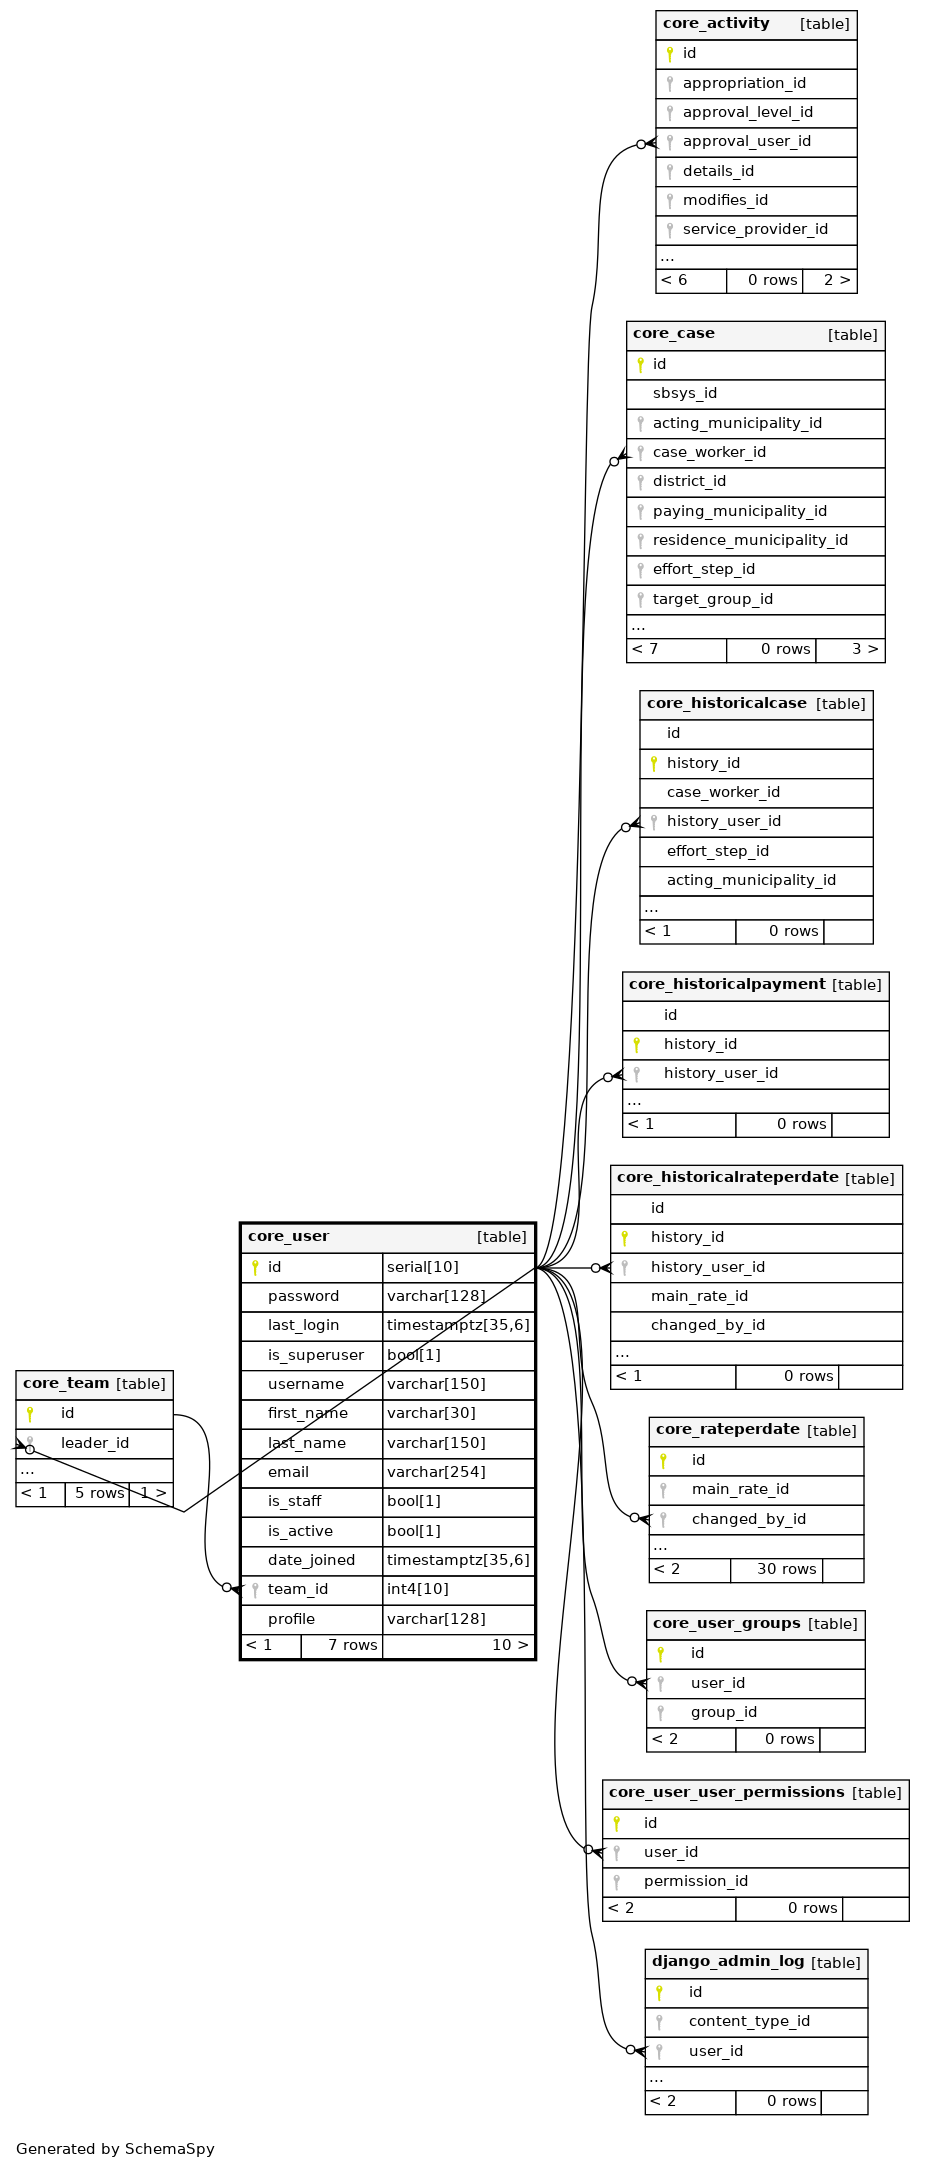 core_activity [table]
id
appropriation_id
approval_level_id
approval_user_id
details_id
modifies_id
service_provider_id
...
< 6 0 rows 2 >
core_case [table]
id
sbsys_id
acting_municipality_id
case_worker_id
district_id
paying_municipality_id
residence_municipality_id
effort_step_id
target_group_id
...
< 7 0 rows 3 >
core_historicalcase [table]
id
history_id
case_worker_id
history_user_id
effort_step_id
acting_municipality_id
...
< 1 0 rows
core_historicalpayment [table]
id
history_id
history_user_id
...
< 1 0 rows
core_historicalrateperdate [table]
id
history_id
history_user_id
main_rate_id
changed_by_id
...
< 1 0 rows
core_user [table]
id serial[10]
password varchar[128]
last_login timestamptz[35,6]
is_superuser bool[1]
username varchar[150]
first_name varchar[30]
last_name varchar[150]
email varchar[254]
is_staff bool[1]
is_active bool[1]
date_joined timestamptz[35,6]
team_id int4[10]
profile varchar[128]
< 1 7 rows 10 >
core_team [table]
id
leader_id
...
< 1 5 rows 1 >
core_rateperdate [table]
id
main_rate_id
changed_by_id
...
< 2 30 rows
core_user_groups [table]
id
user_id
group_id
< 2 0 rows
core_user_user_permissions [table]
id
user_id
permission_id
< 2 0 rows
django_admin_log [table]
id
content_type_id
user_id
...
< 2 0 rows
Generated by SchemaSpy